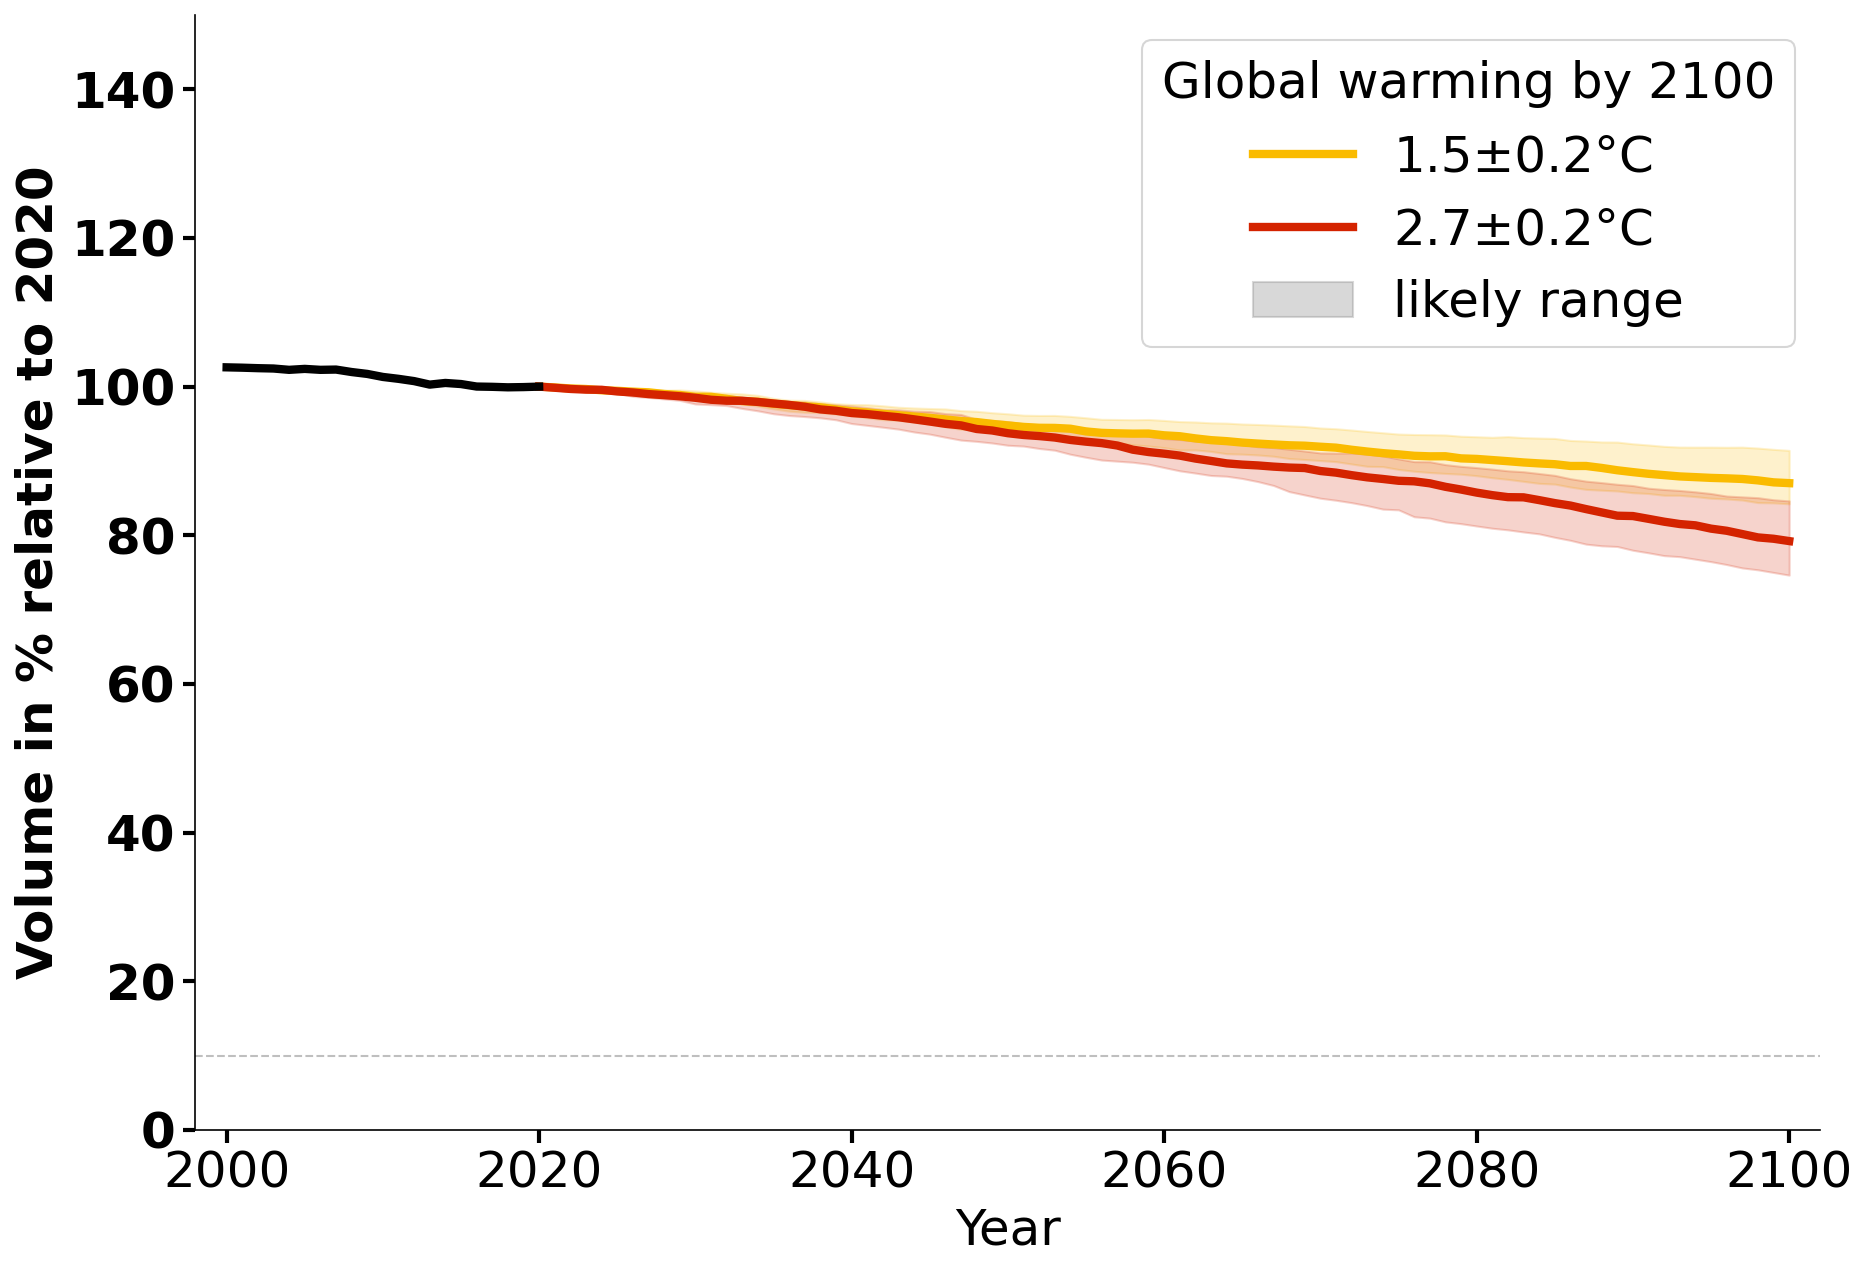 Volume in % relative to 2020
140
120
100
80
60
40
20
0
Global warming by 2100
1.5±0.2°C
2.7±0.2°C
likely range
2000 2020 2040 2060 2080 2100
Year